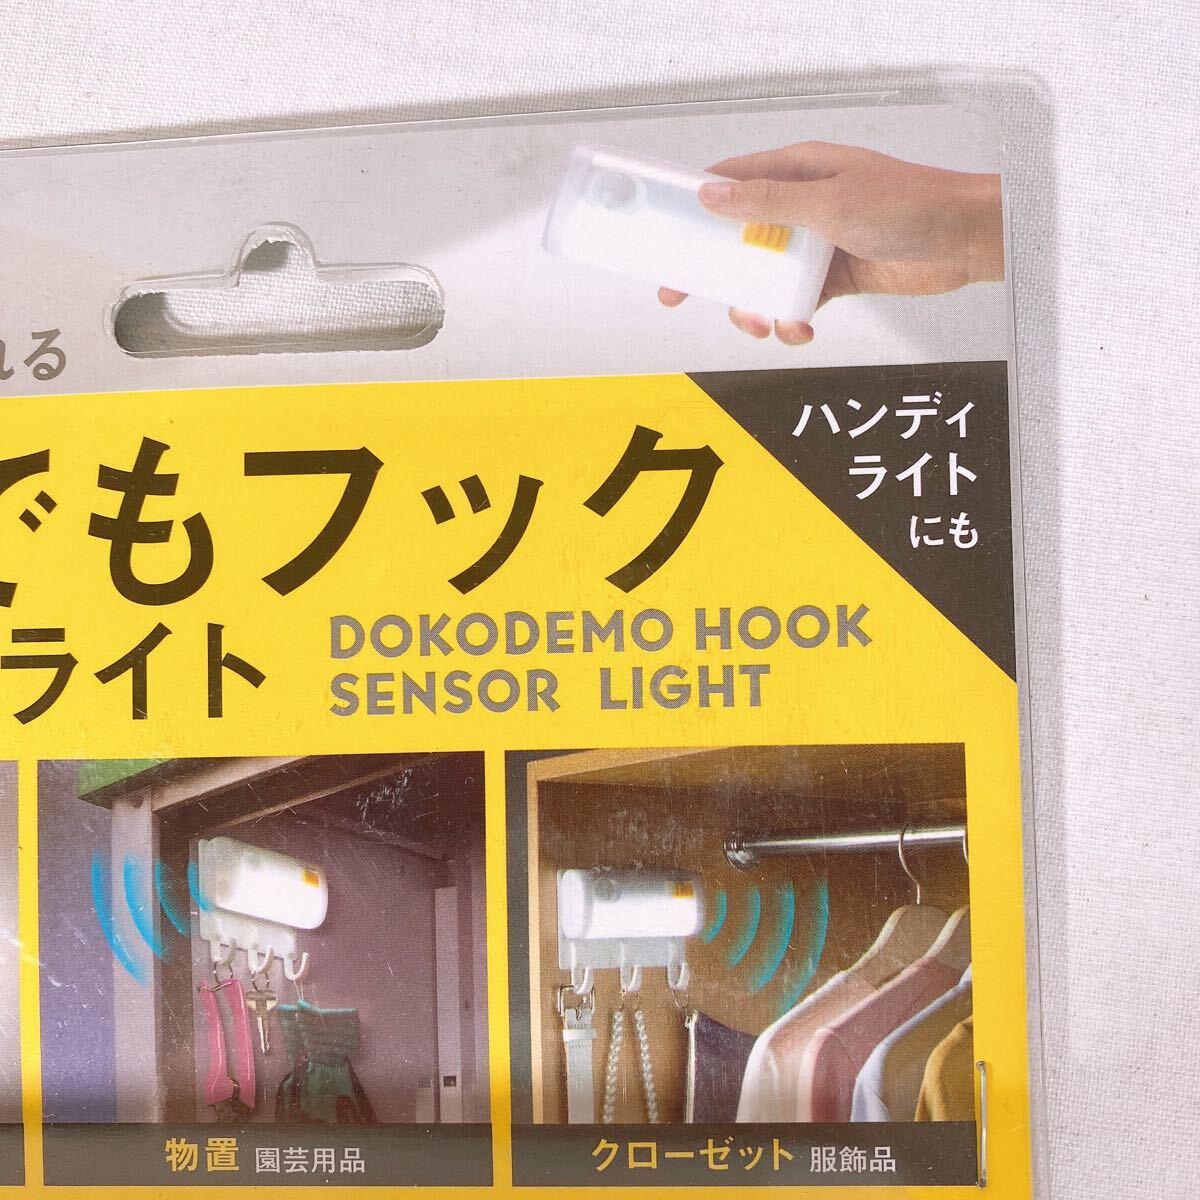 れる
でもフック
ライト
DOKODEMO HOOK
SENSOR LIGHT
ハンディ
ライト
にも
物置 園芸用品
クローゼット 服飾品